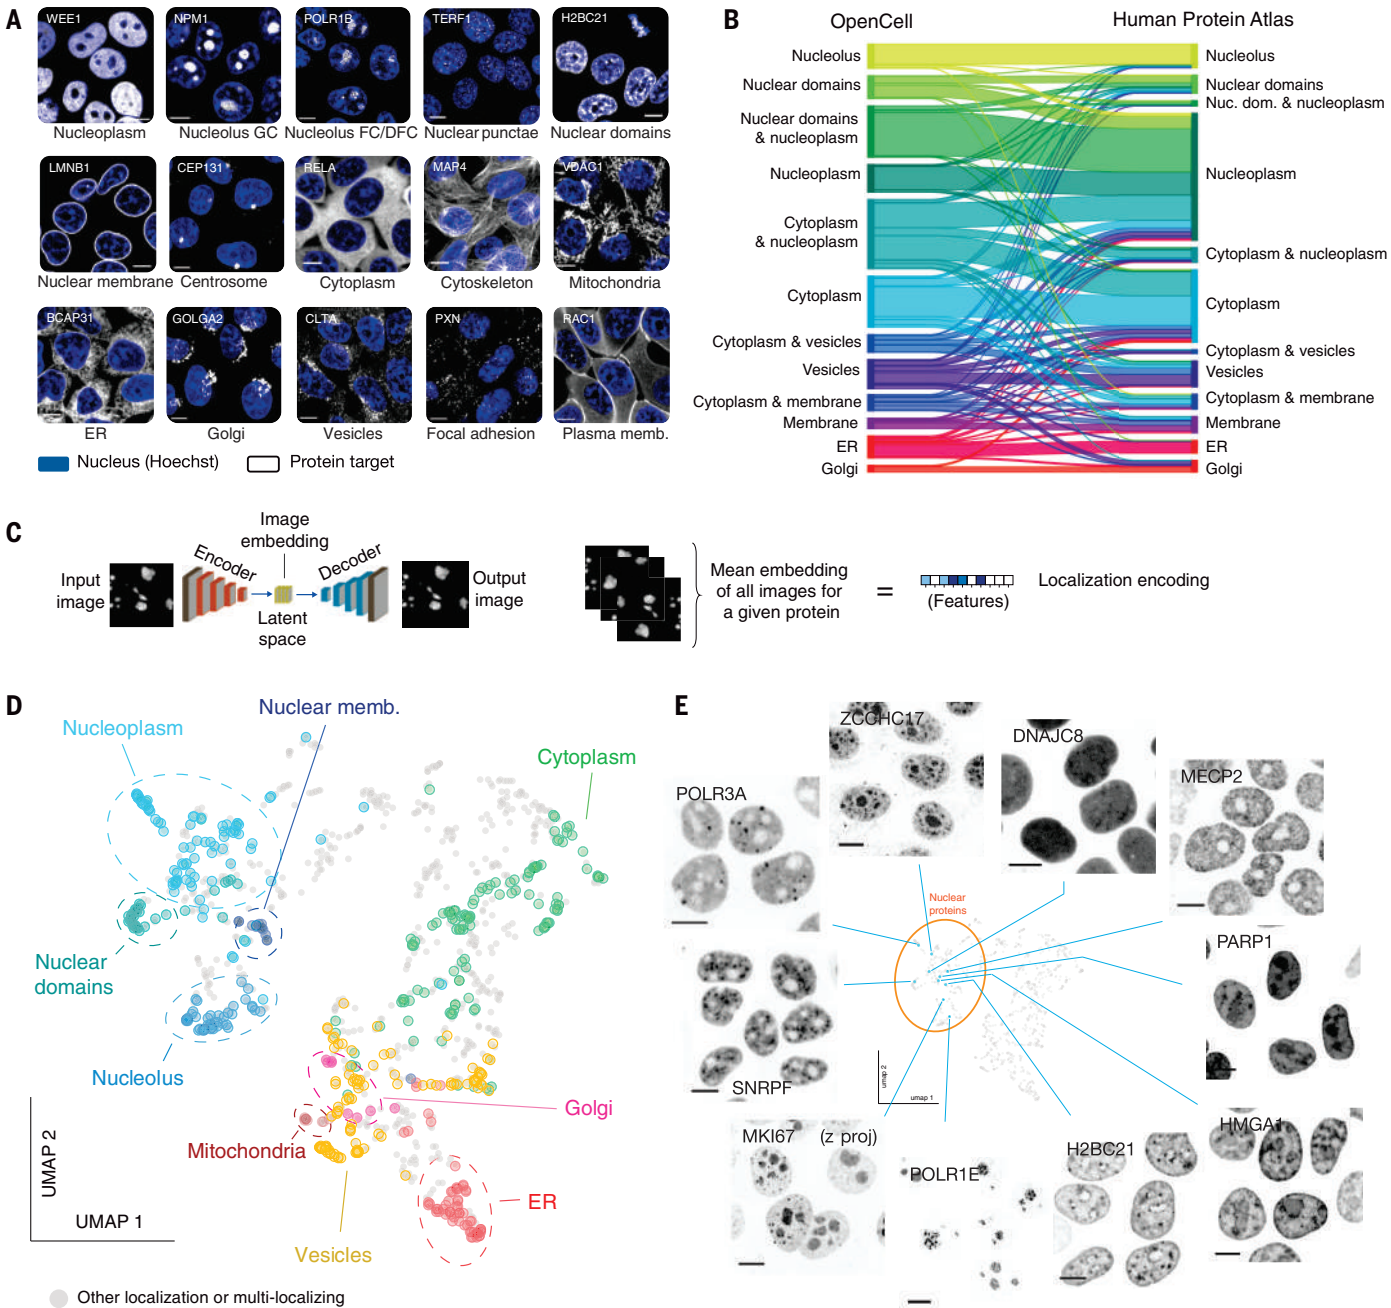 A
WEE1
NPM1
POLR1B
TERF1
H2BC21
Nucleoplasm
Nucleolus GC
Nucleolus FC/DFC
Nuclear punctae
Nuclear domains
LMNB1
CEP131
RELA
MAP4
VDAC1
Nuclear membrane
Centrosome
Cytoplasm
Cytoskeleton
Mitochondria
BCAP31
GOLGA2
CLTA
PXN
RAC1
ER
Golgi
Vesicles
Focal adhesion
Plasma memb.
Nucleus (Hoechst)
Protein target
B
OpenCell
Human Protein Atlas
Nucleolus
Nuclear domains
Nuclear domains
& nucleoplasm
Nucleoplasm
Cytoplasm
& nucleoplasm
Cytoplasm
Cytoplasm & vesicles
Vesicles
Cytoplasm & membrane
Membrane
ER
Golgi
Nucleolus
Nuclear domains
Nuc. dom. & nucleoplasm
Nucleoplasm
Cytoplasm & nucleoplasm
Cytoplasm
Cytoplasm & vesicles
Vesicles
Cytoplasm & membrane
Membrane
ER
Golgi
C
Input
image
Encoder
Image
embedding
Latent
space
Decoder
Output
image
Mean embedding
of all images for
a given protein
=
(Features)
Localization encoding
D
Nucleoplasm
Nuclear memb.
Cytoplasm
Nuclear
domains
Nucleolus
Golgi
Mitochondria
ER
Vesicles
UMAP 2
UMAP 1
Other localization or multi-localizing
E
ZCCHC17
DNAJC8
MECP2
POLR3A
Nuclear
proteins
PARP1
SNRPF
umap 2
umap 1
MKI67
(z proj)
POLR1E
H2BC21
HMGA1